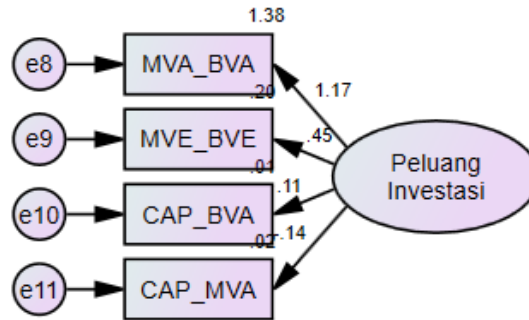 1.38
e8
MVA_BVA
1.17
.20
e9
MVE_BVE
.45
Peluang
Investasi
.01
e10
CAP_BVA
.11
.02
-.14
e11
CAP_MVA